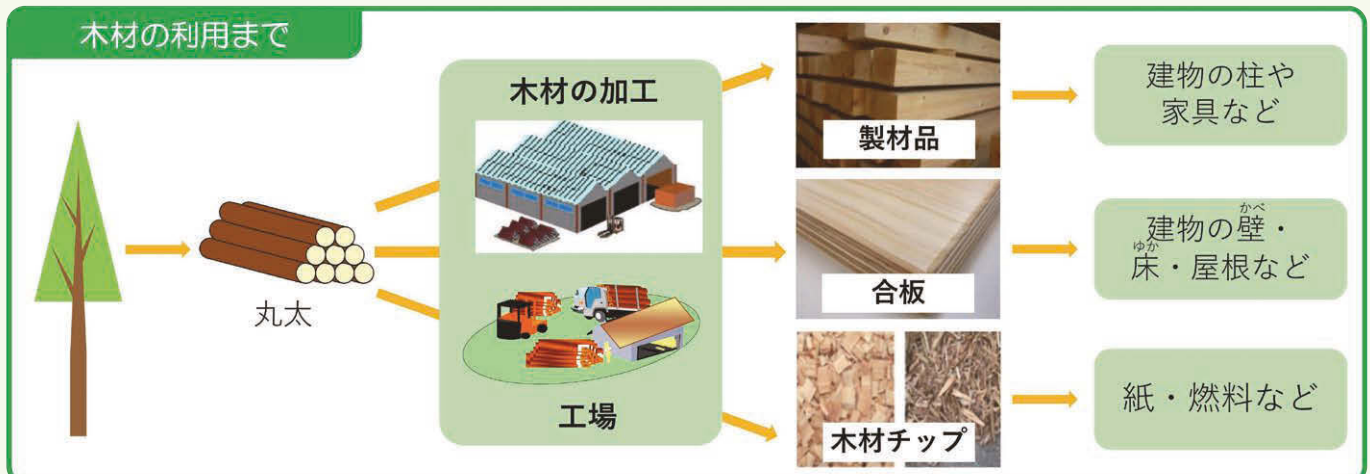 木材の利用まで
丸太
木材の加工
工場
製材品
合板
木材チップ
建物の柱や
家具など
かべ
建物の壁・
ゆか
床・屋根など
紙・燃料など